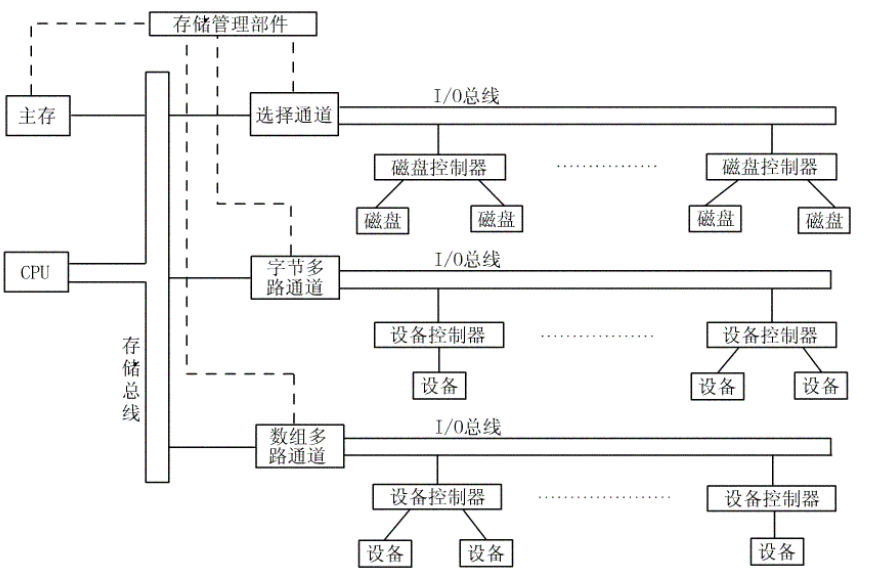 存储管理部件
主存
选择通道
I/O总线
磁盘控制器
磁盘控制器
磁盘
磁盘
磁盘
磁盘
CPU
字节多
路通道
I/O总线
设备控制器
设备控制器
设备
设备
设备
存
储
总
线
数组多
路通道
I/O总线
设备控制器
设备控制器
设备
设备
设备